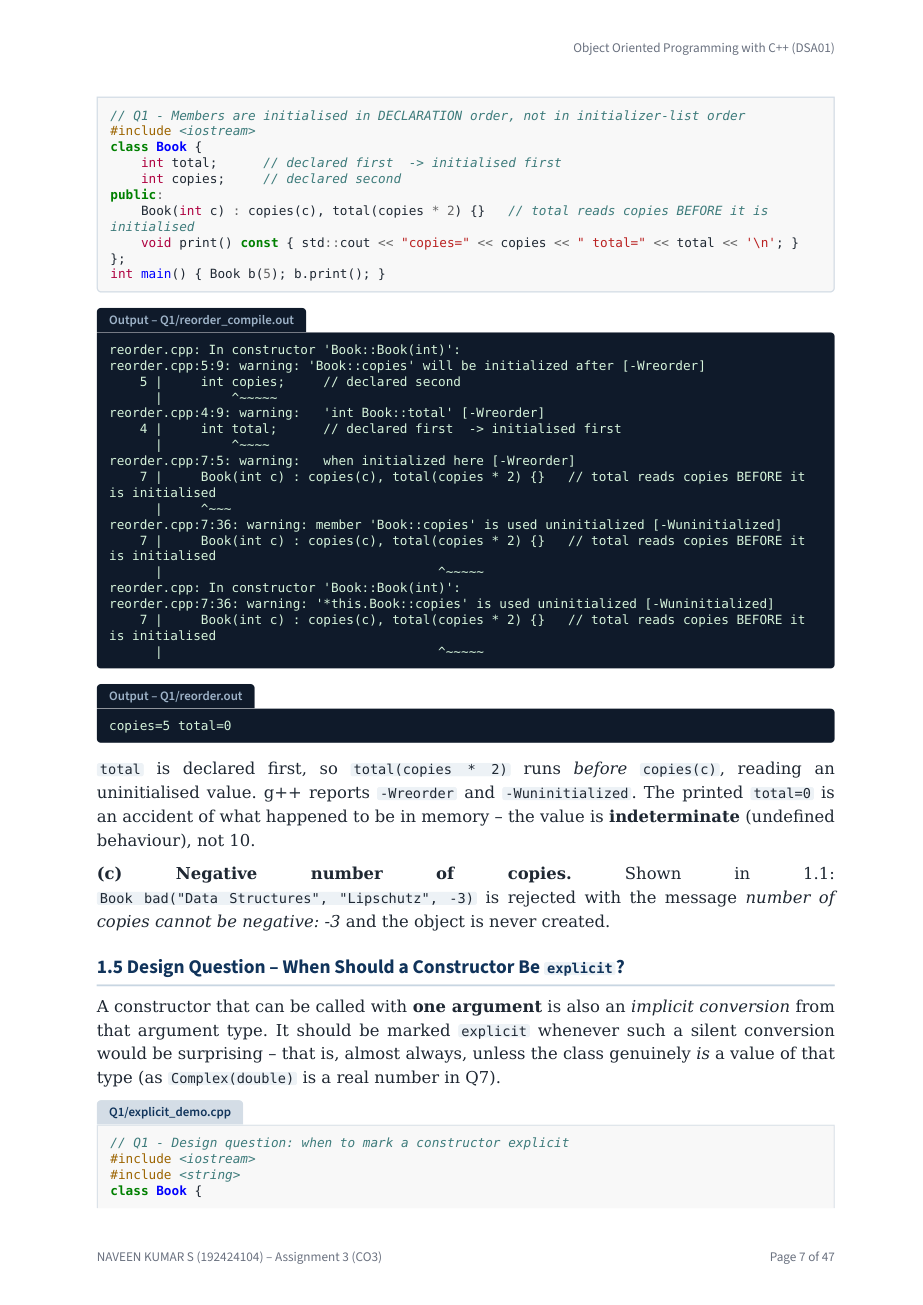 Object Oriented Programming with C++ (DSA01)
// Q1 - Members are initialised in DECLARATION order, not in initializer-list order
#include <iostream>
class Book {
    int total;      // declared first  -> initialised first
    int copies;     // declared second
public:
    Book(int c) : copies(c), total(copies * 2) {}   // total reads copies BEFORE it is
initialised
    void print() const { std::cout << "copies=" << copies << " total=" << total << '\n'; }
};
int main() { Book b(5); b.print(); }
Output – Q1/reorder_compile.out
reorder.cpp: In constructor 'Book::Book(int)':
reorder.cpp:5:9: warning: 'Book::copies' will be initialized after [-Wreorder]
    5 |     int copies;     // declared second
      |         ^~~~~~
reorder.cpp:4:9: warning:   'int Book::total' [-Wreorder]
    4 |     int total;      // declared first  -> initialised first
      |         ^~~~~
reorder.cpp:7:5: warning:   when initialized here [-Wreorder]
    7 |     Book(int c) : copies(c), total(copies * 2) {}   // total reads copies BEFORE it
is initialised
      |     ^~~~
reorder.cpp:7:36: warning: member 'Book::copies' is used uninitialized [-Wuninitialized]
    7 |     Book(int c) : copies(c), total(copies * 2) {}   // total reads copies BEFORE it
is initialised
      |                                    ^~~~~~
reorder.cpp: In constructor 'Book::Book(int)':
reorder.cpp:7:36: warning: '*this.Book::copies' is used uninitialized [-Wuninitialized]
    7 |     Book(int c) : copies(c), total(copies * 2) {}   // total reads copies BEFORE it
is initialised
      |                                    ^~~~~~
Output – Q1/reorder.out
copies=5 total=0
total is declared first, so total(copies * 2) runs before copies(c), reading an
uninitialised value. g++ reports -Wreorder and -Wuninitialized. The printed total=0 is
an accident of what happened to be in memory – the value is indeterminate (undefined
behaviour), not 10.
(c) Negative number of copies. Shown in 1.1:
Book bad("Data Structures", "Lipschutz", -3) is rejected with the message number of
copies cannot be negative: -3 and the object is never created.
1.5 Design Question – When Should a Constructor Be explicit?
A constructor that can be called with one argument is also an implicit conversion from
that argument type. It should be marked explicit whenever such a silent conversion
would be surprising – that is, almost always, unless the class genuinely is a value of that
type (as Complex(double) is a real number in Q7).
Q1/explicit_demo.cpp
// Q1 - Design question: when to mark a constructor explicit
#include <iostream>
#include <string>
class Book {
NAVEEN KUMAR S (192424104) – Assignment 3 (CO3)
Page 7 of 47